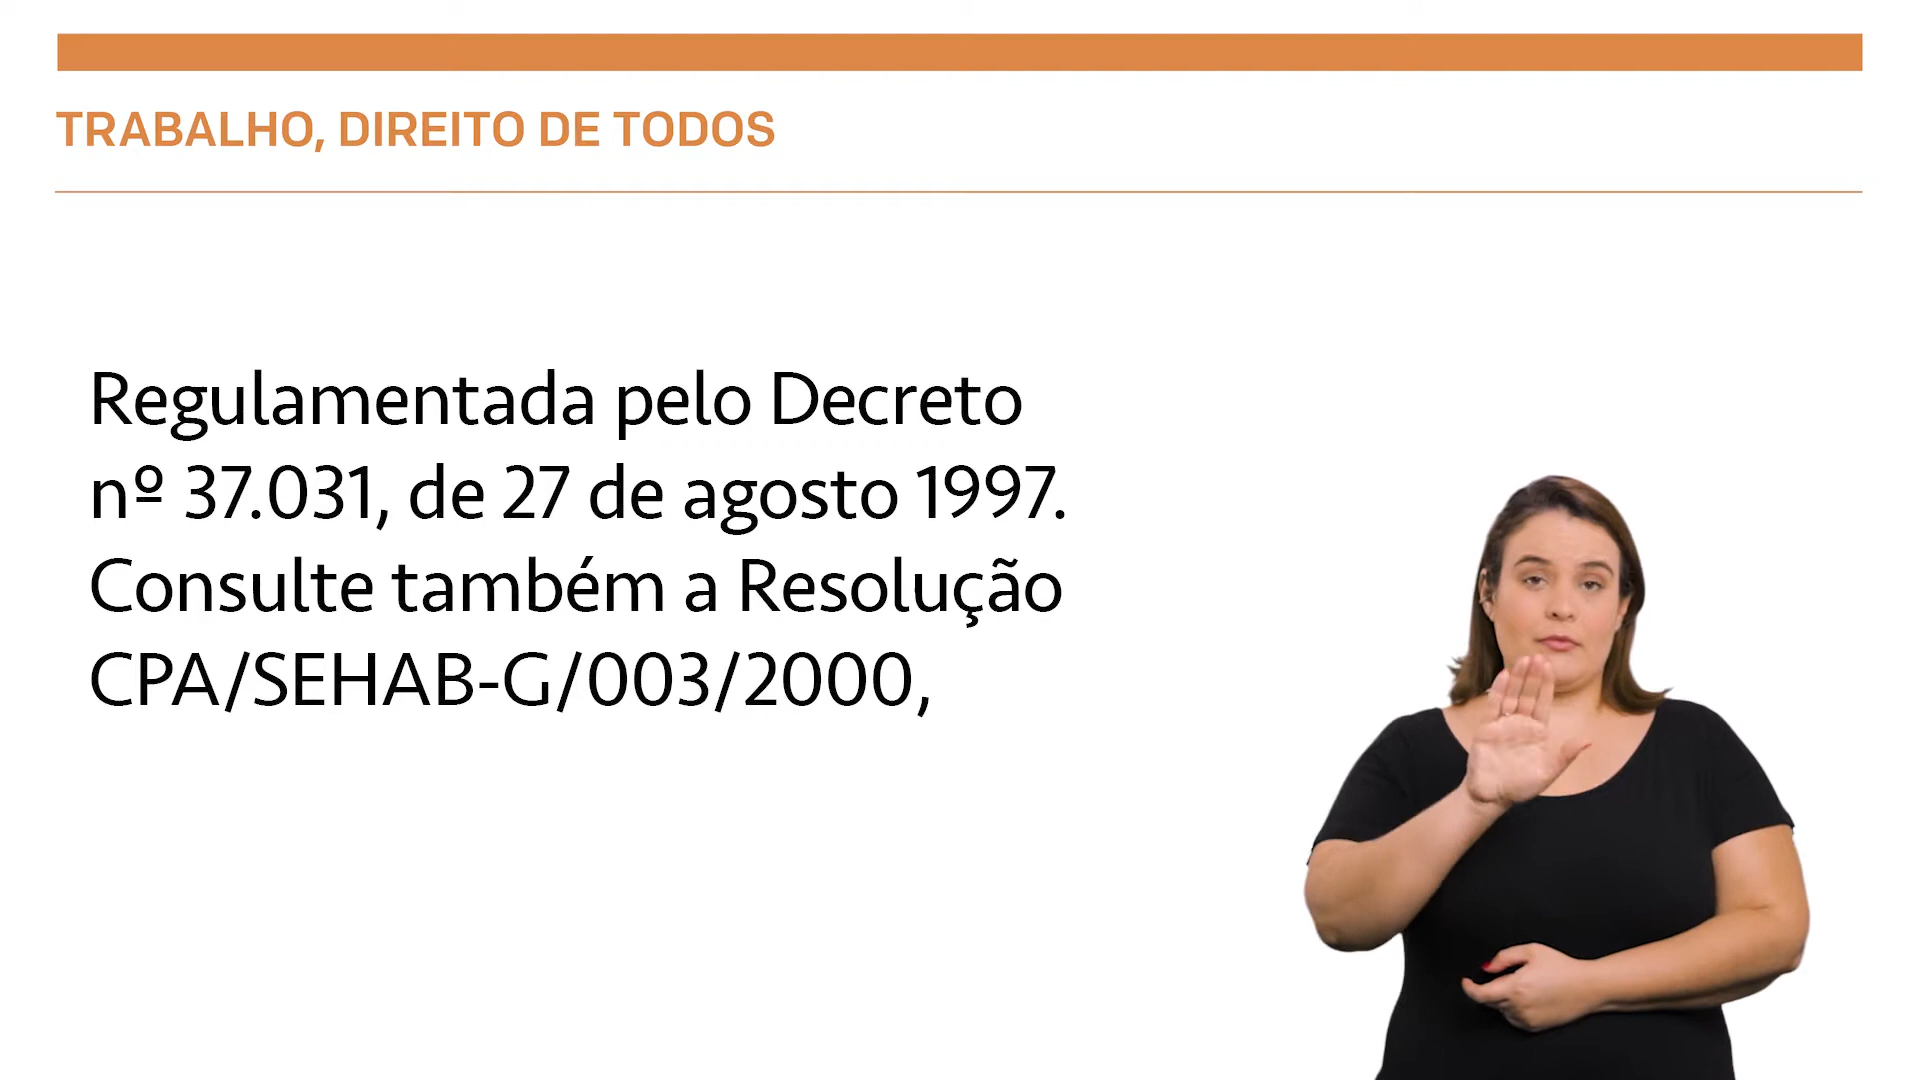 TRABALHO, DIREITO DE TODOS
Regulamentada pelo Decreto
nº 37.031, de 27 de agosto 1997.
Consulte também a Resolução
CPA/SEHAB-G/003/2000,